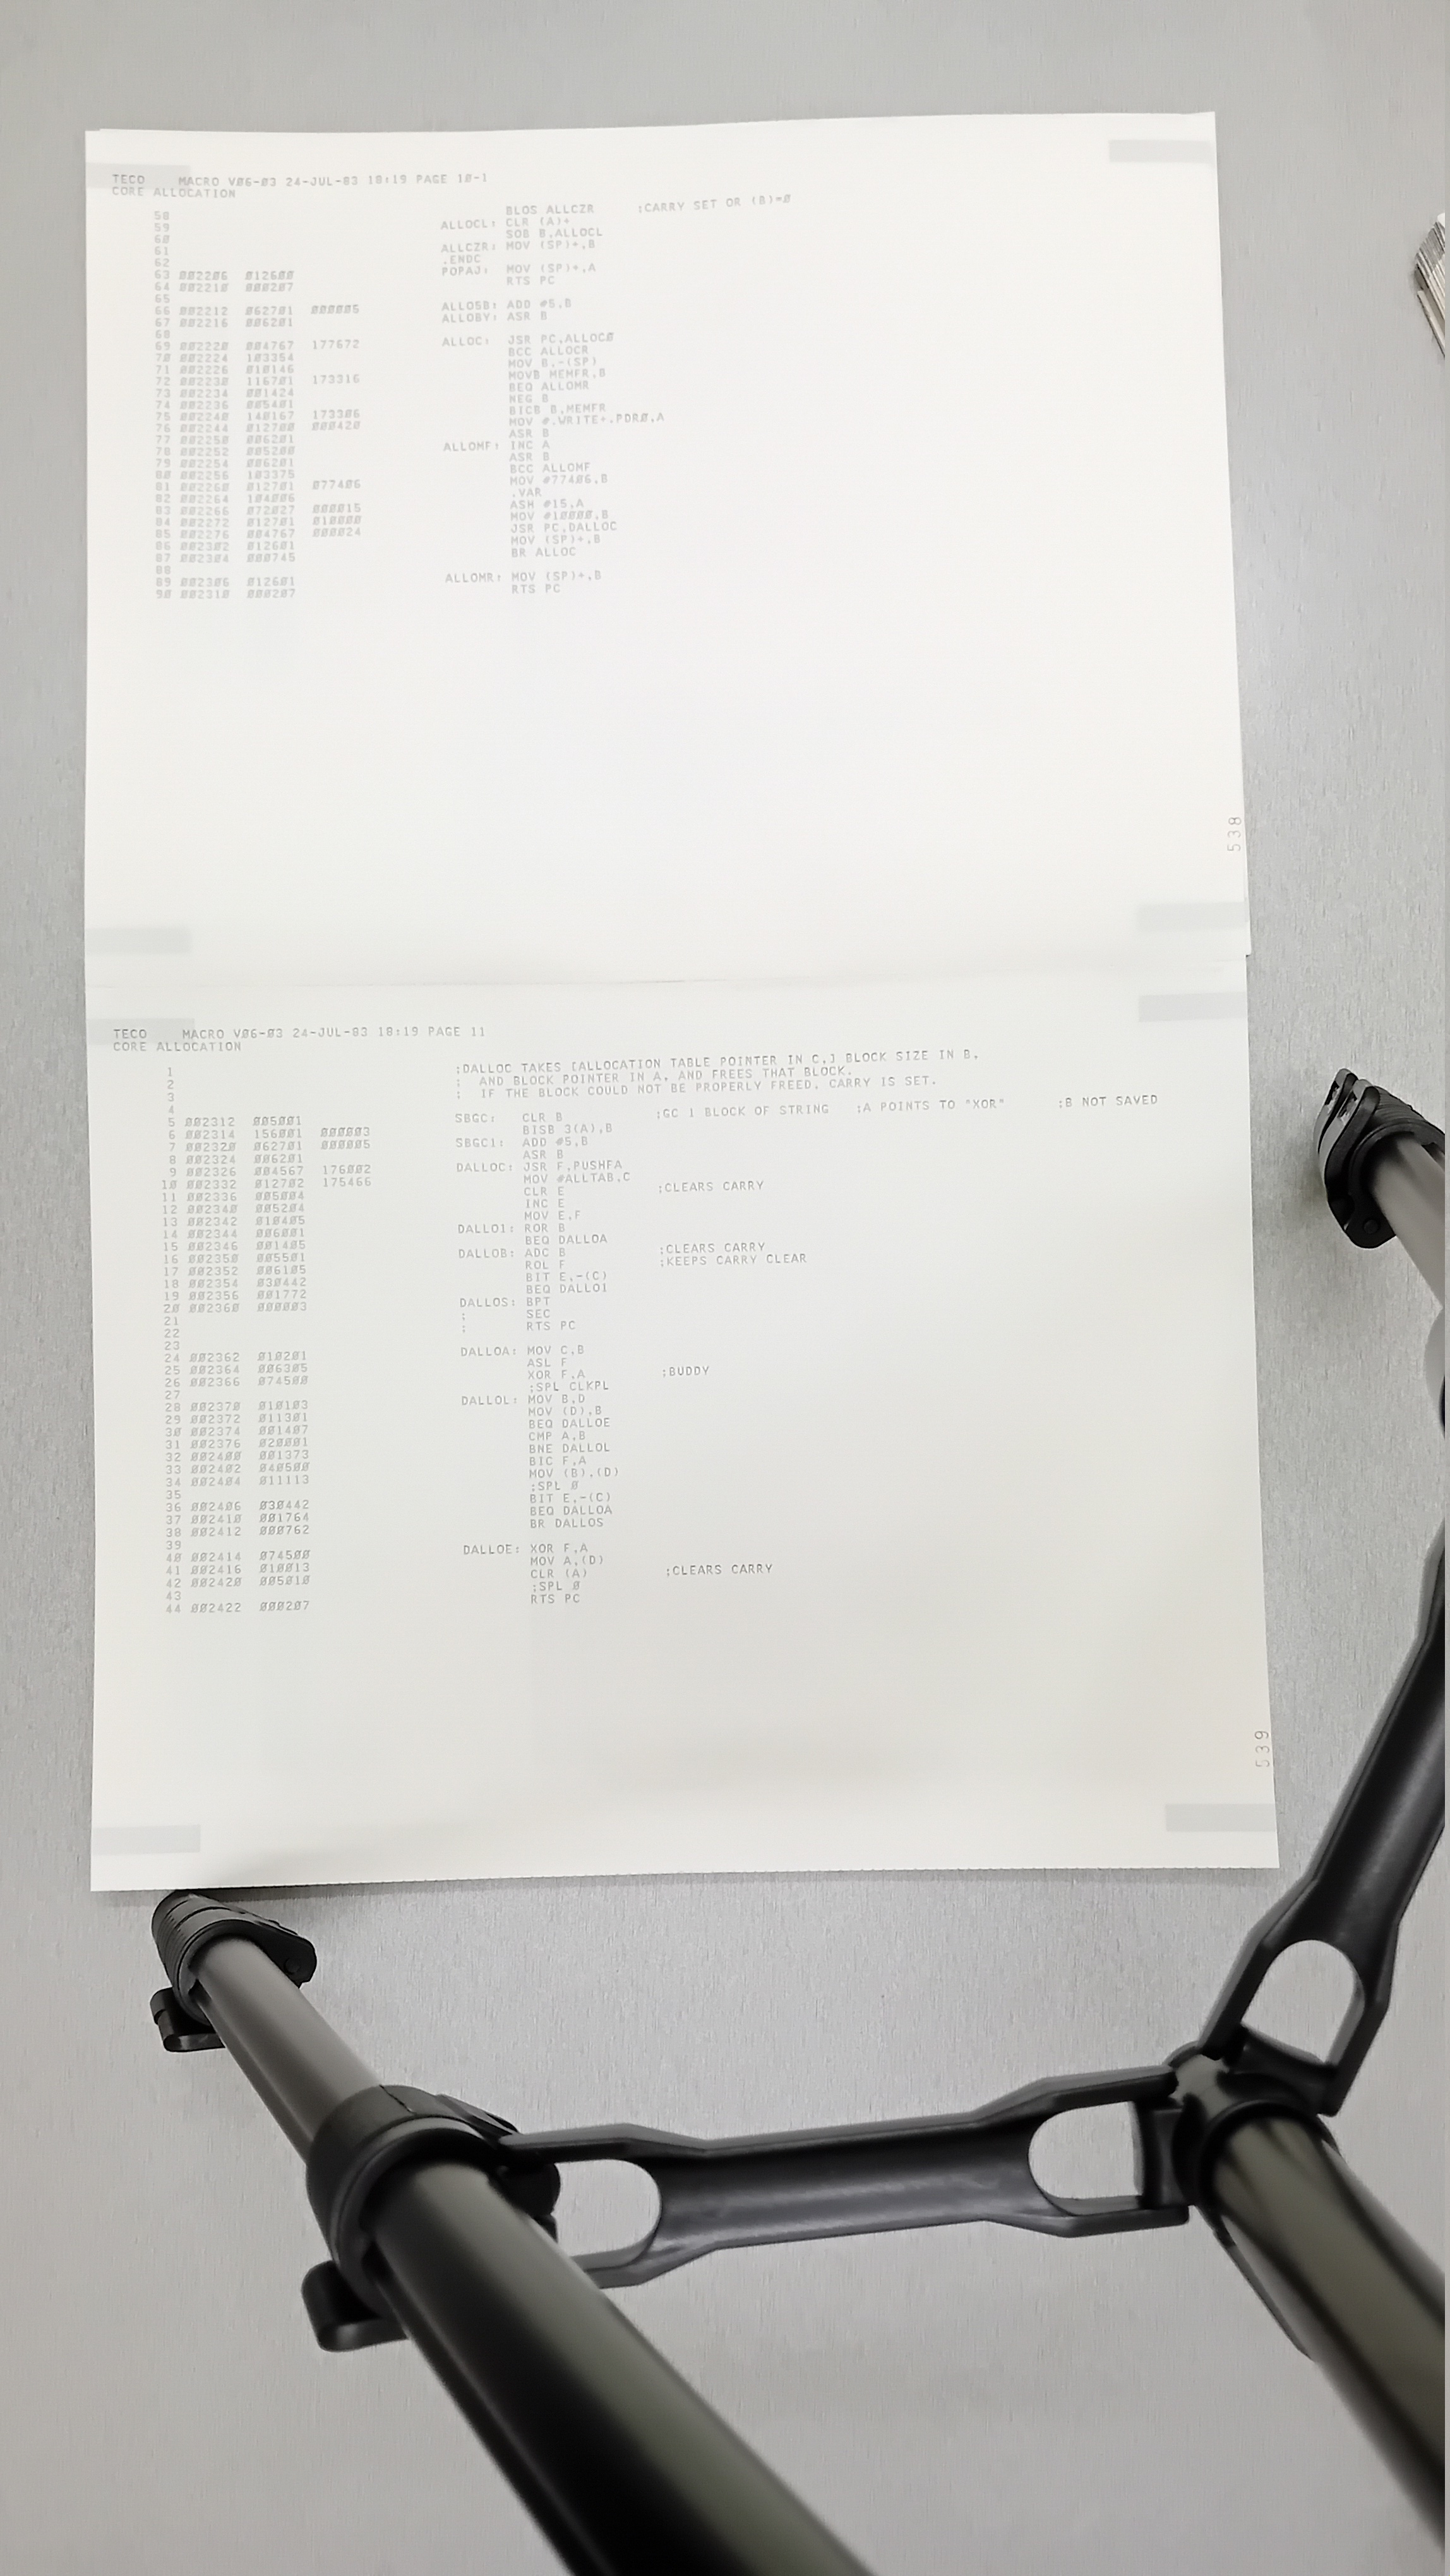 TECO MACRO V06-03 24-JUL-83 18:19 PAGE 10-1
CORE ALLOCATION
58 BLOS ALLCZR ;CARRY SET OR (B)=0
59 ALLOCL: CLR (A)+
60 SOB B,ALLOCL
61 ALLCZR: MOV (SP)+,B
62 .ENDC
63 002206 012600 POPAJ: MOV (SP)+,A
64 002210 000207 RTS PC
65
66 002212 062701 000005 ALLOSB: ADD #5,B
67 002216 006201 ALLOBY: ASR B
68
69 002220 004767 177672 ALLOC: JSR PC,ALLOC0
70 002224 103354 BCC ALLOCR
71 002226 010146 MOV B,-(SP)
72 002230 116701 173316 MOVB MEMFR,B
73 002234 001424 BEQ ALLOMR
74 002236 005401 NEG B
75 002240 140167 173306 BICB B,MEMFR
76 002244 012700 000420 MOV #.WRITE+.PDR0,A
77 002250 006201 ASR B
78 002252 005200 ALLOMF: INC A
79 002254 006201 ASR B
80 002256 103375 BCC ALLOMF
81 002260 012701 077406 MOV #77406,B
82 002264 104006 .VAR
83 002266 072027 000015 ASH #15,A
84 002272 012701 010000 MOV #10000,B
85 002276 004767 000024 JSR PC,DALLOC
86 002302 012601 MOV (SP)+,B
87 002304 000745 BR ALLOC
88
89 002306 012601 ALLOMR: MOV (SP)+,B
90 002310 000207 RTS PC
538
TECO MACRO V06-03 24-JUL-83 18:19 PAGE 11
CORE ALLOCATION
1 ;DALLOC TAKES [ALLOCATION TABLE POINTER IN C,] BLOCK SIZE IN B,
2 ; AND BLOCK POINTER IN A, AND FREES THAT BLOCK.
3 ; IF THE BLOCK COULD NOT BE PROPERLY FREED, CARRY IS SET.
4
5 002312 005001 SBGC: CLR B ;GC 1 BLOCK OF STRING ;A POINTS TO "XOR" ;B NOT SAVED
6 002314 156001 000003 BISB 3(A),B
7 002320 062701 000005 SBGC1: ADD #5,B
8 002324 006201 ASR B
9 002326 004567 176002 DALLOC: JSR F,PUSHFA
10 002332 012702 175466 MOV #ALLTAB,C
11 002336 005004 CLR E ;CLEARS CARRY
12 002340 005204 INC E
13 002342 010405 MOV E,F
14 002344 006001 DALLO1: ROR B
15 002346 001405 BEQ DALLOA
16 002350 005501 DALLOB: ADC B ;CLEARS CARRY
17 002352 006105 ROL F ;KEEPS CARRY CLEAR
18 002354 030442 BIT E,-(C)
19 002356 001772 BEQ DALLO1
20 002360 000003 DALLOS: BPT
21 ; SEC
22 ; RTS PC
23
24 002362 010201 DALLOA: MOV C,B
25 002364 006305 ASL F
26 002366 074500 XOR F,A ;BUDDY
27 ;SPL CLKPL
28 002370 010103 DALLOL: MOV B,D
29 002372 011301 MOV (D),B
30 002374 001407 BEQ DALLOE
31 002376 020001 CMP A,B
32 002400 001373 BNE DALLOL
33 002402 040500 BIC F,A
34 002404 011113 MOV (B),(D)
35 ;SPL 0
36 002406 030442 BIT E,-(C)
37 002410 001764 BEQ DALLOA
38 002412 000762 BR DALLOS
39
40 002414 074500 DALLOE: XOR F,A
41 002416 010013 MOV A,(D)
42 002420 005010 CLR (A) ;CLEARS CARRY
43 ;SPL 0
44 002422 000207 RTS PC
539